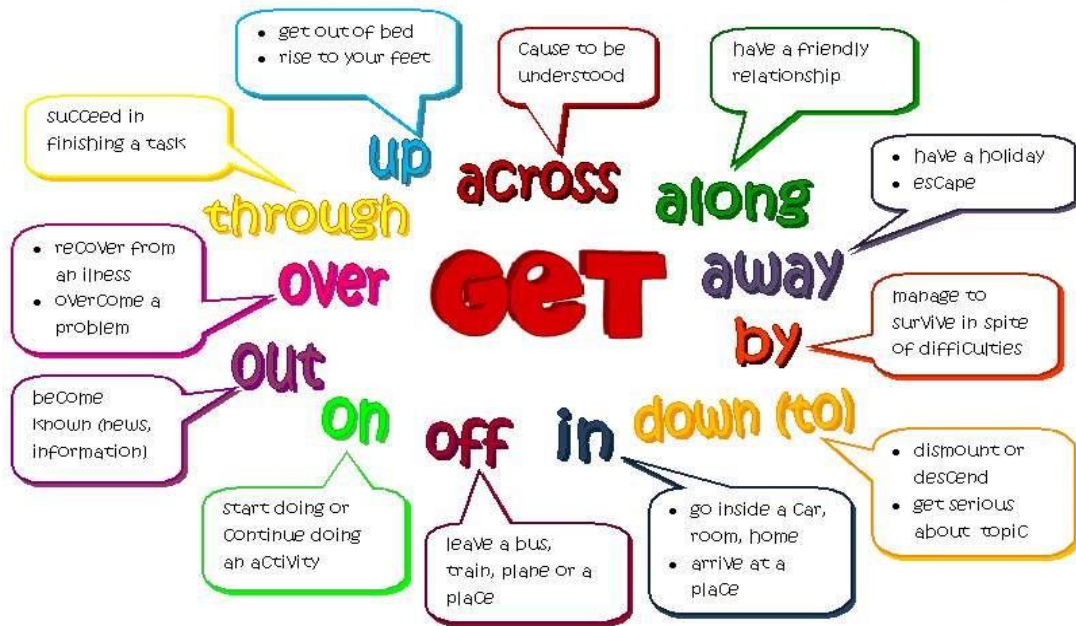 • get out of bed
• rise to your feet
up
Cause to be
understood
across
have a friendly
relationship
along
succeed in
finishing a task
through
• have a holiday
• escape
away
• recover from
an ilness
• overcome a
problem
over
GeT
manage to
survive in spite
of difficulties
by
become
known (news,
information)
out
on
start doing or
continue doing
an activity
off
leave a bus,
train, plane or a
place
in
• go inside a car,
room, home
• arrive at a
place
down (to)
• dismount or
descend
• get serious
about topic